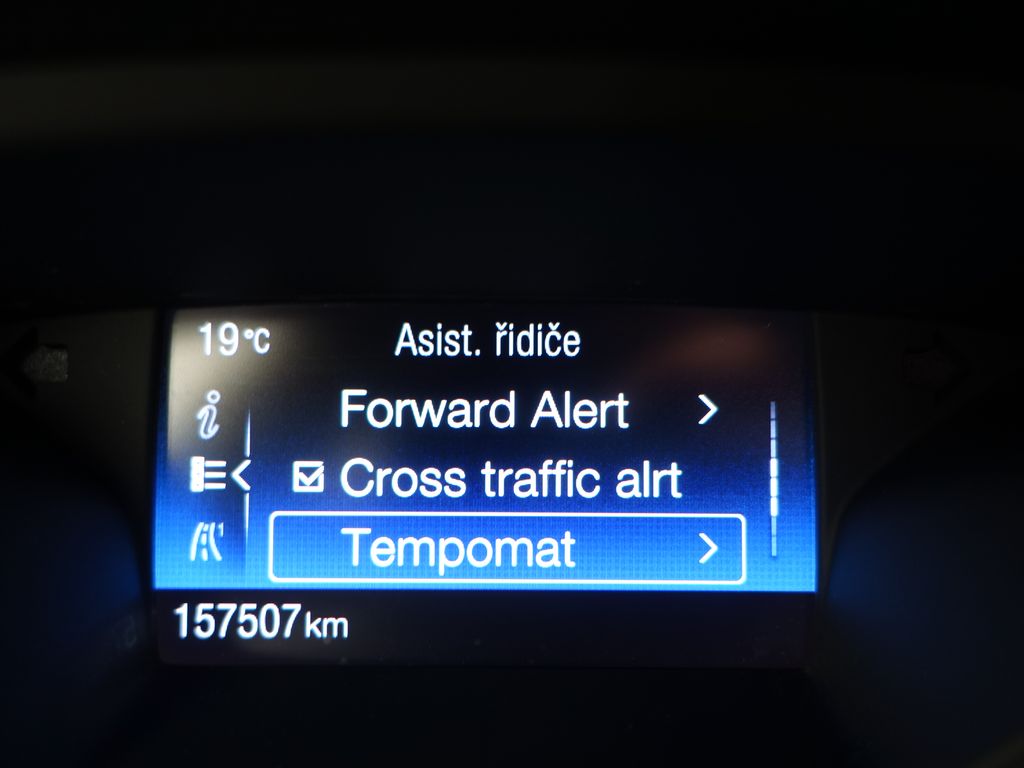 19°C Asist. řidiče
Forward Alert
Cross traffic alrt
Tempomat
157507 km